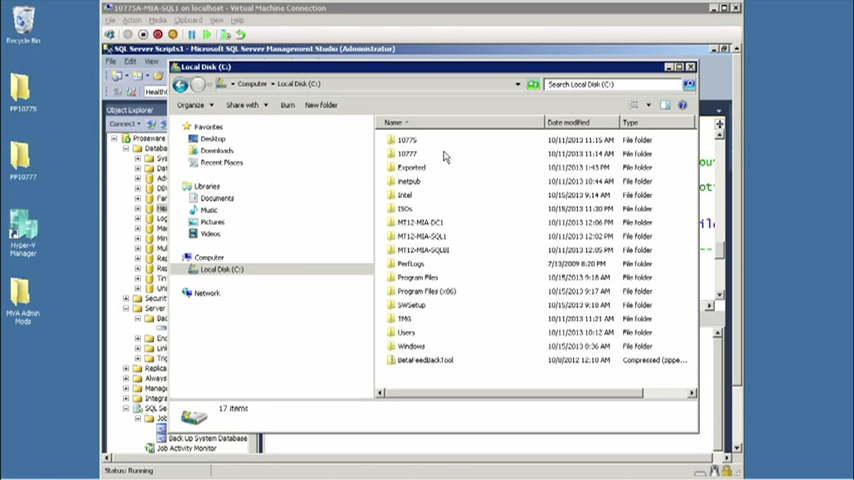 10775A-MIA-SQL1 on localhost - Virtual Machine Connection
File Action Media Clipboard View Help
SQL Server Scripts1 - Microsoft SQL Server Management Studio (Administrator)
File Edit View
Local Disk (C:)
Computer Local Disk (C:)
Search Local Disk (C:)
Organize Share with Burn New folder
Object Explorer
Connect
Recycle Bin
PP10775
PP10777
Hyper-V Manager
MVA Admin Mods
Favorites
Desktop
Downloads
Recent Places
Libraries
Documents
Music
Pictures
Videos
Computer
Local Disk (C:)
Network
Name Date modified Type
10775 10/11/2013 11:15 AM File folder
10777 10/11/2013 11:14 AM File folder
Exported 10/11/2013 1:43 PM File folder
inetpub 10/11/2013 10:44 AM File folder
Intel 10/15/2013 9:14 AM File folder
ISOs 10/15/2013 11:30 PM File folder
MT12-MIA-DC1 10/11/2013 12:06 PM File folder
MT12-MIA-SQL1 10/11/2013 12:02 PM File folder
MT12-MIA-SQLBI 10/11/2013 12:05 PM File folder
PerfLogs 7/13/2009 8:20 PM File folder
Program Files 10/15/2013 9:18 AM File folder
Program Files (x86) 10/15/2013 9:17 AM File folder
SWSetup 10/15/2013 9:18 AM File folder
TMG 10/11/2013 11:21 AM File folder
Users 10/11/2013 10:12 AM File folder
Windows 10/15/2013 8:36 AM File folder
BetaFeedBackTool 10/8/2012 12:10 AM Compressed (zippe...
17 items
Back Up System Database
Job Activity Monitor
Status: Running